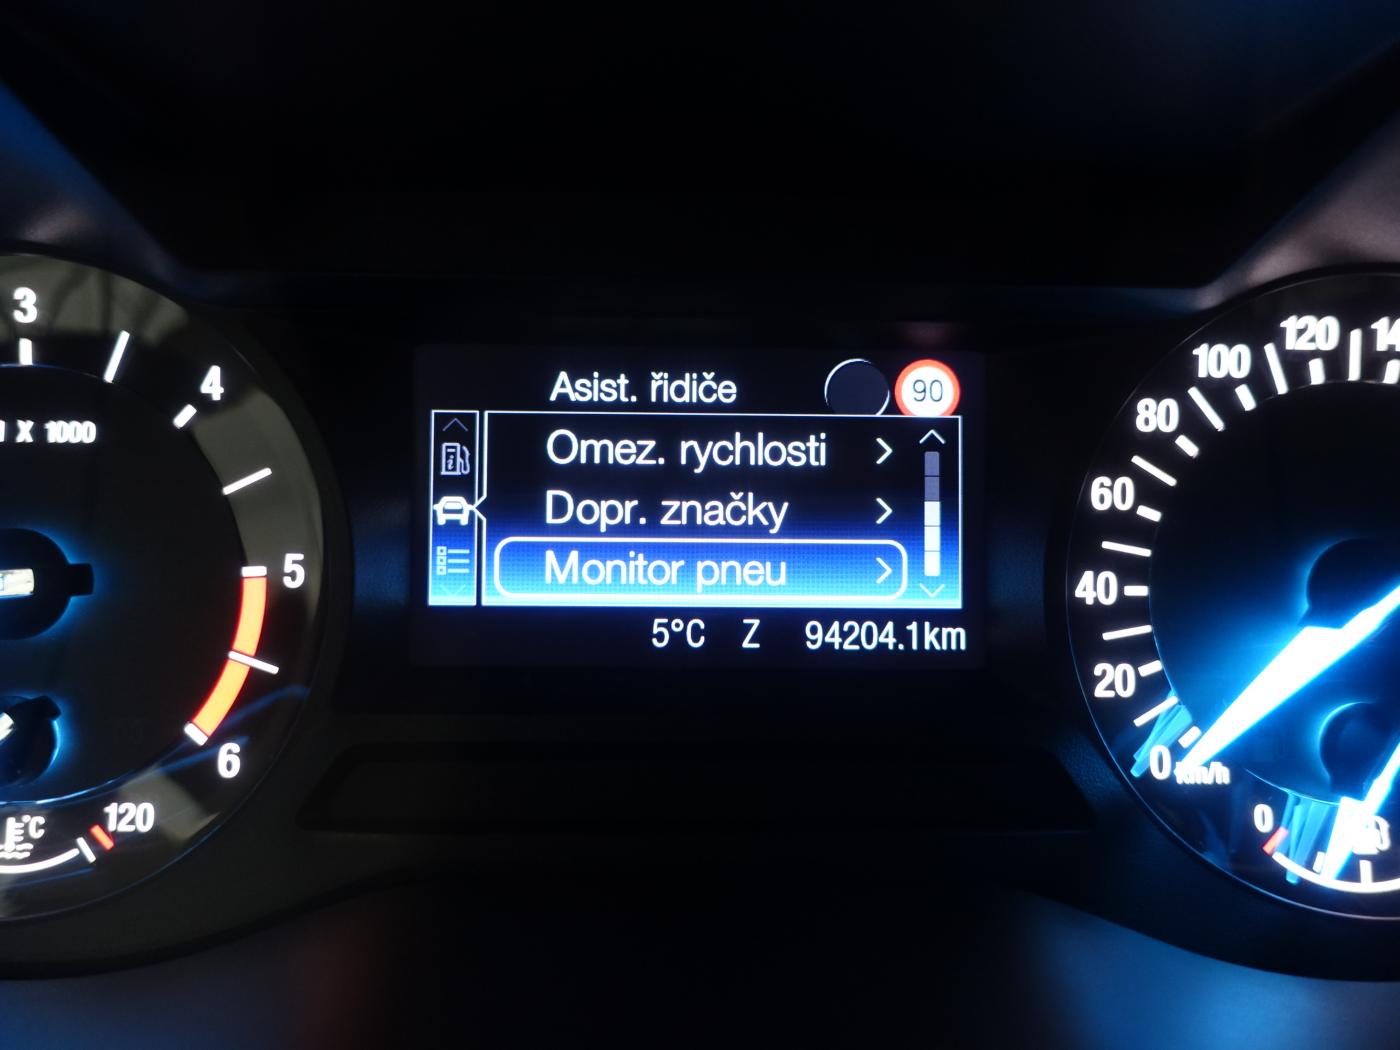 3
4
X 1000
5
6
120
°C
Asist. řidiče
90
Omez. rychlosti
Dopr. značky
Monitor pneu
5°C Z 94204.1km
120
100
80
60
40
20
0
km/h
0